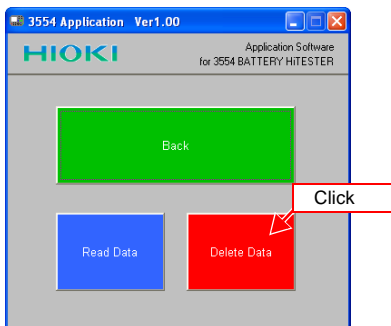 3554 Application Ver1.00
HIOKI
Application Software
for 3554 BATTERY HiTESTER
Back
Click
Read Data
Delete Data